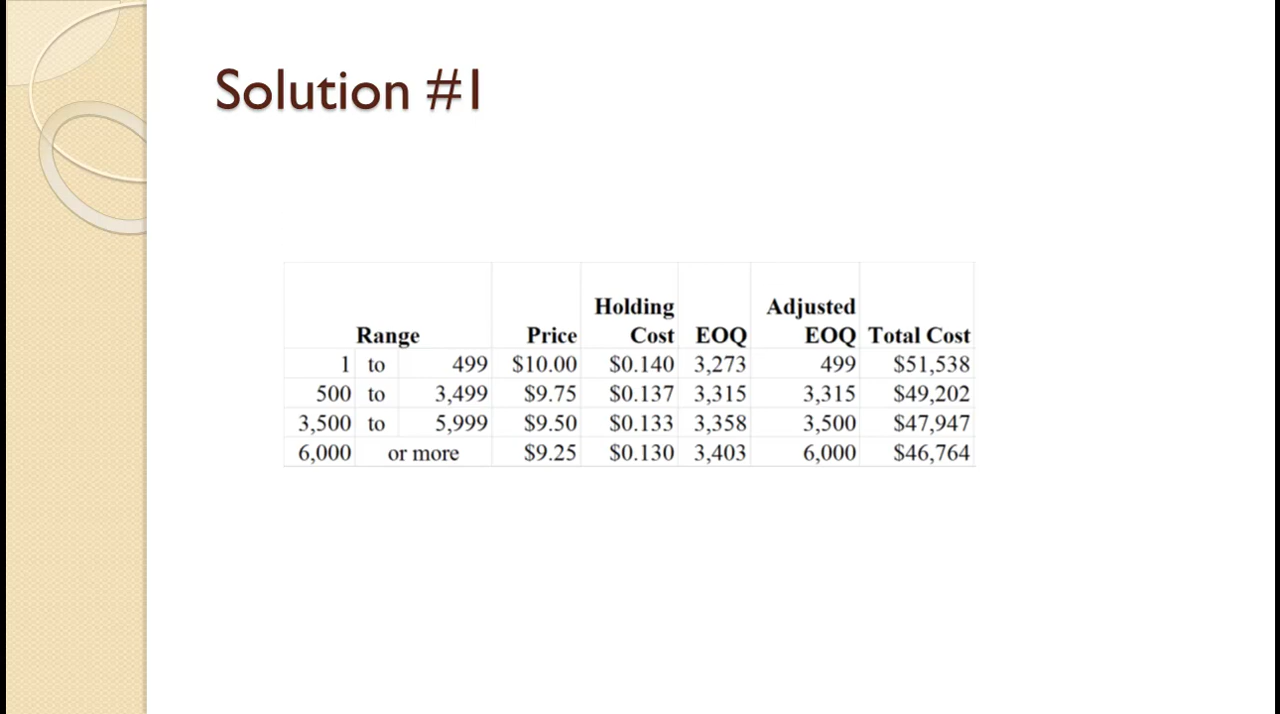 Solution #1
Holding Adjusted
Range Price Cost EOQ EOQ Total Cost
1 to 499 $10.00 $0.140 3,273 499 $51,538
500 to 3,499 $9.75 $0.137 3,315 3,315 $49,202
3,500 to 5,999 $9.50 $0.133 3,358 3,500 $47,947
6,000 or more $9.25 $0.130 3,403 6,000 $46,764